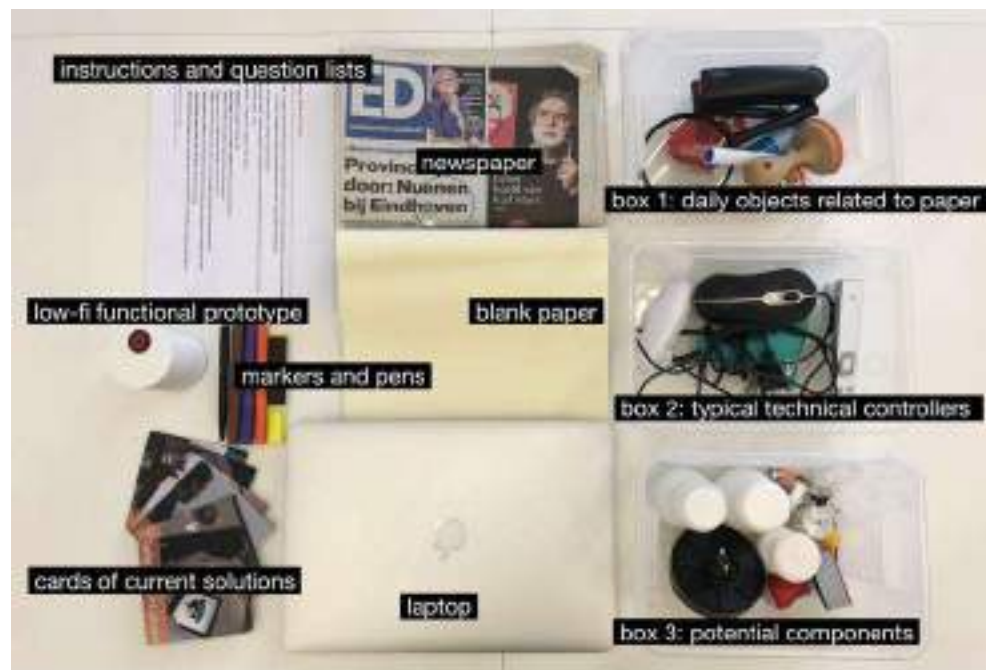 instructions and question lists
ED
newspaper
Provinc
door: Nuenen
bij Eindhoven
box 1: daily objects related to paper
low-fi functional prototype
blank paper
markers and pens
box 2: typical technical controllers
cards of current solutions
laptop
box 3: potential components